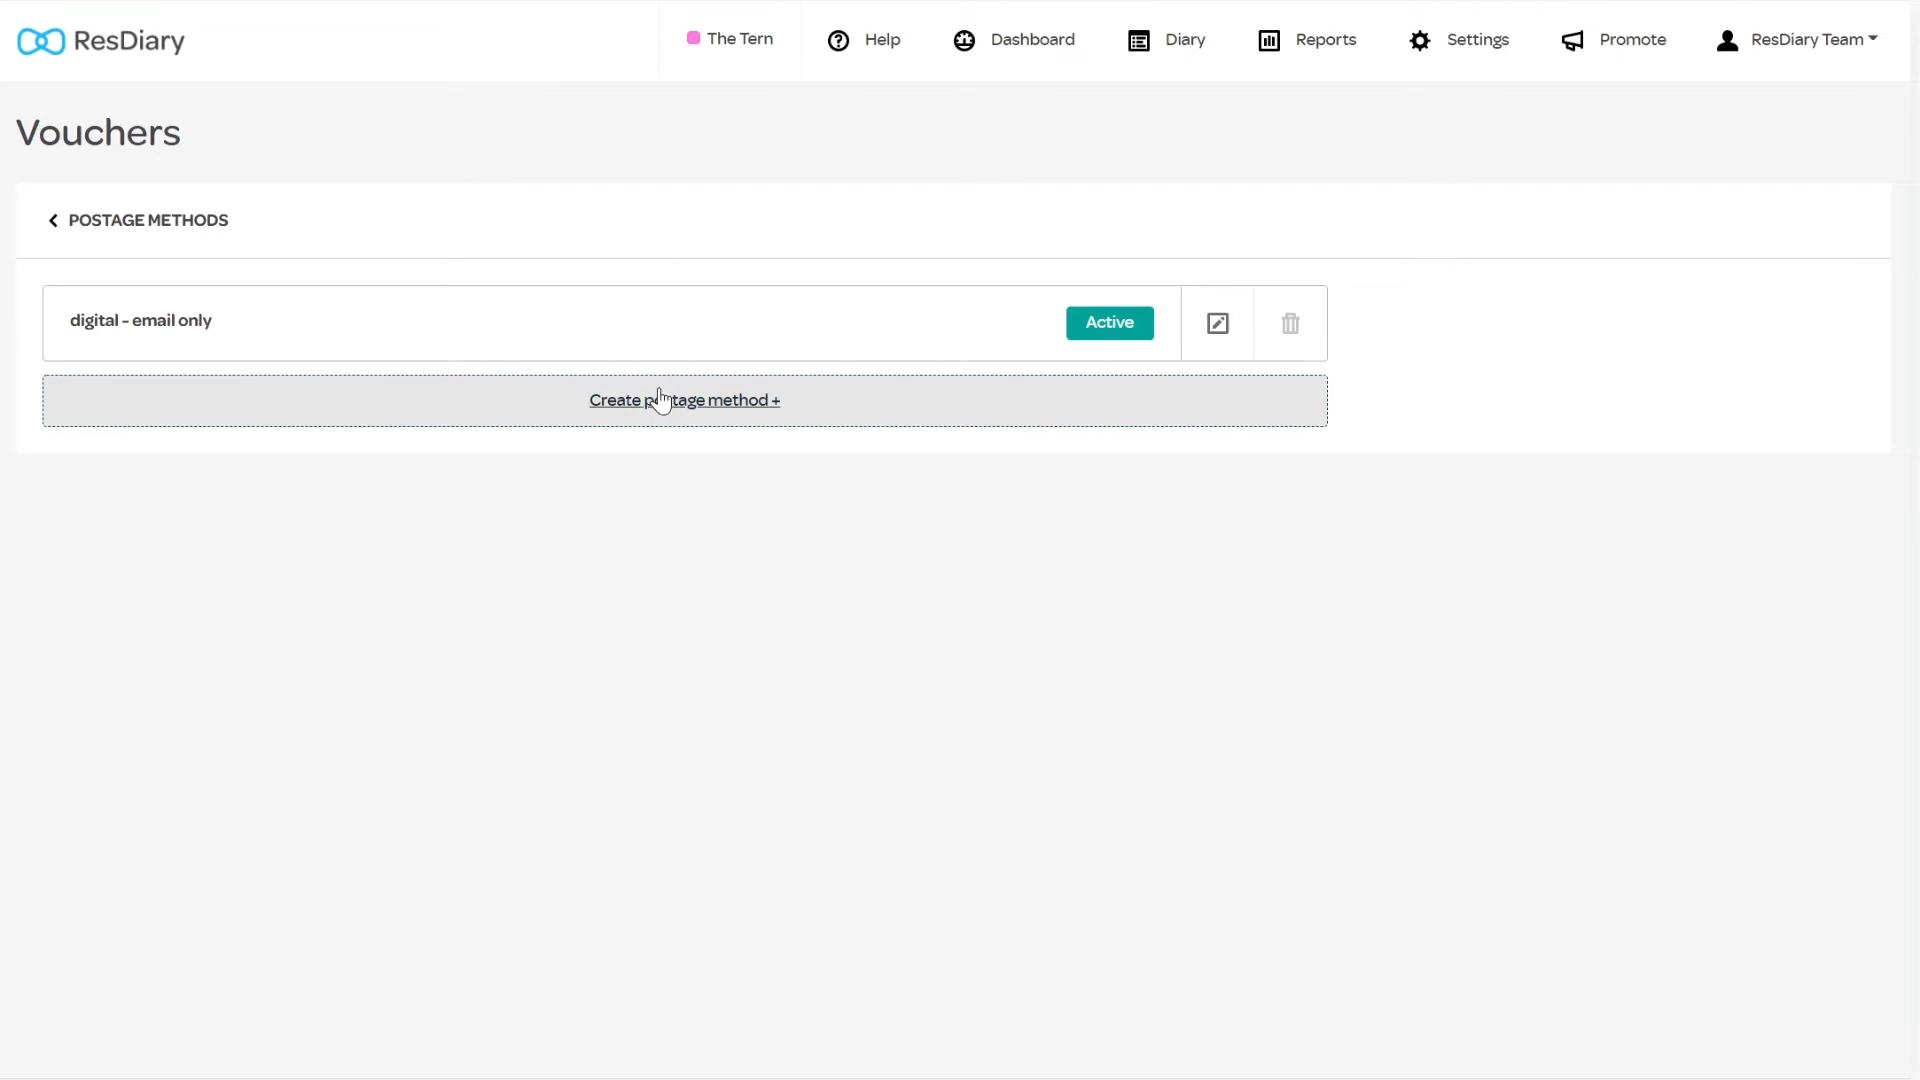 ResDiary
The Tern
Help
Dashboard
Diary
Reports
Settings
Promote
ResDiary Team
Vouchers
POSTAGE METHODS
digital - email only
Active
Create postage method +